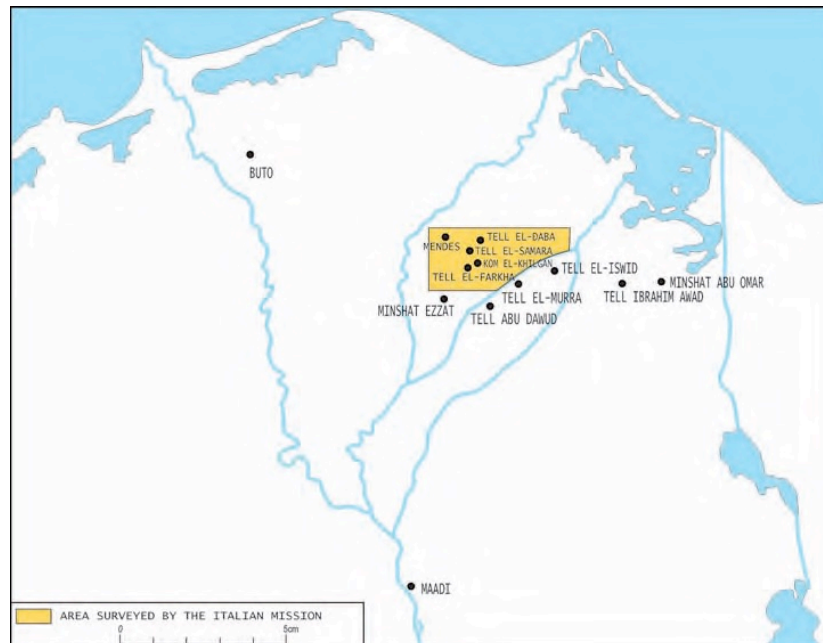 BUTO
MENDES
TELL EL-DABA
TELL EL-SAMARA
KOM EL-KHILGAN
TELL EL-FARKHA
TELL EL-ISWID
MINSHAT ABU OMAR
TELL EL-MURRA
TELL IBRAHIM AWAD
MINSHAT EZZAT
TELL ABU DAWUD
MAADI
AREA SURVEYED BY THE ITALIAN MISSION
0 5cm